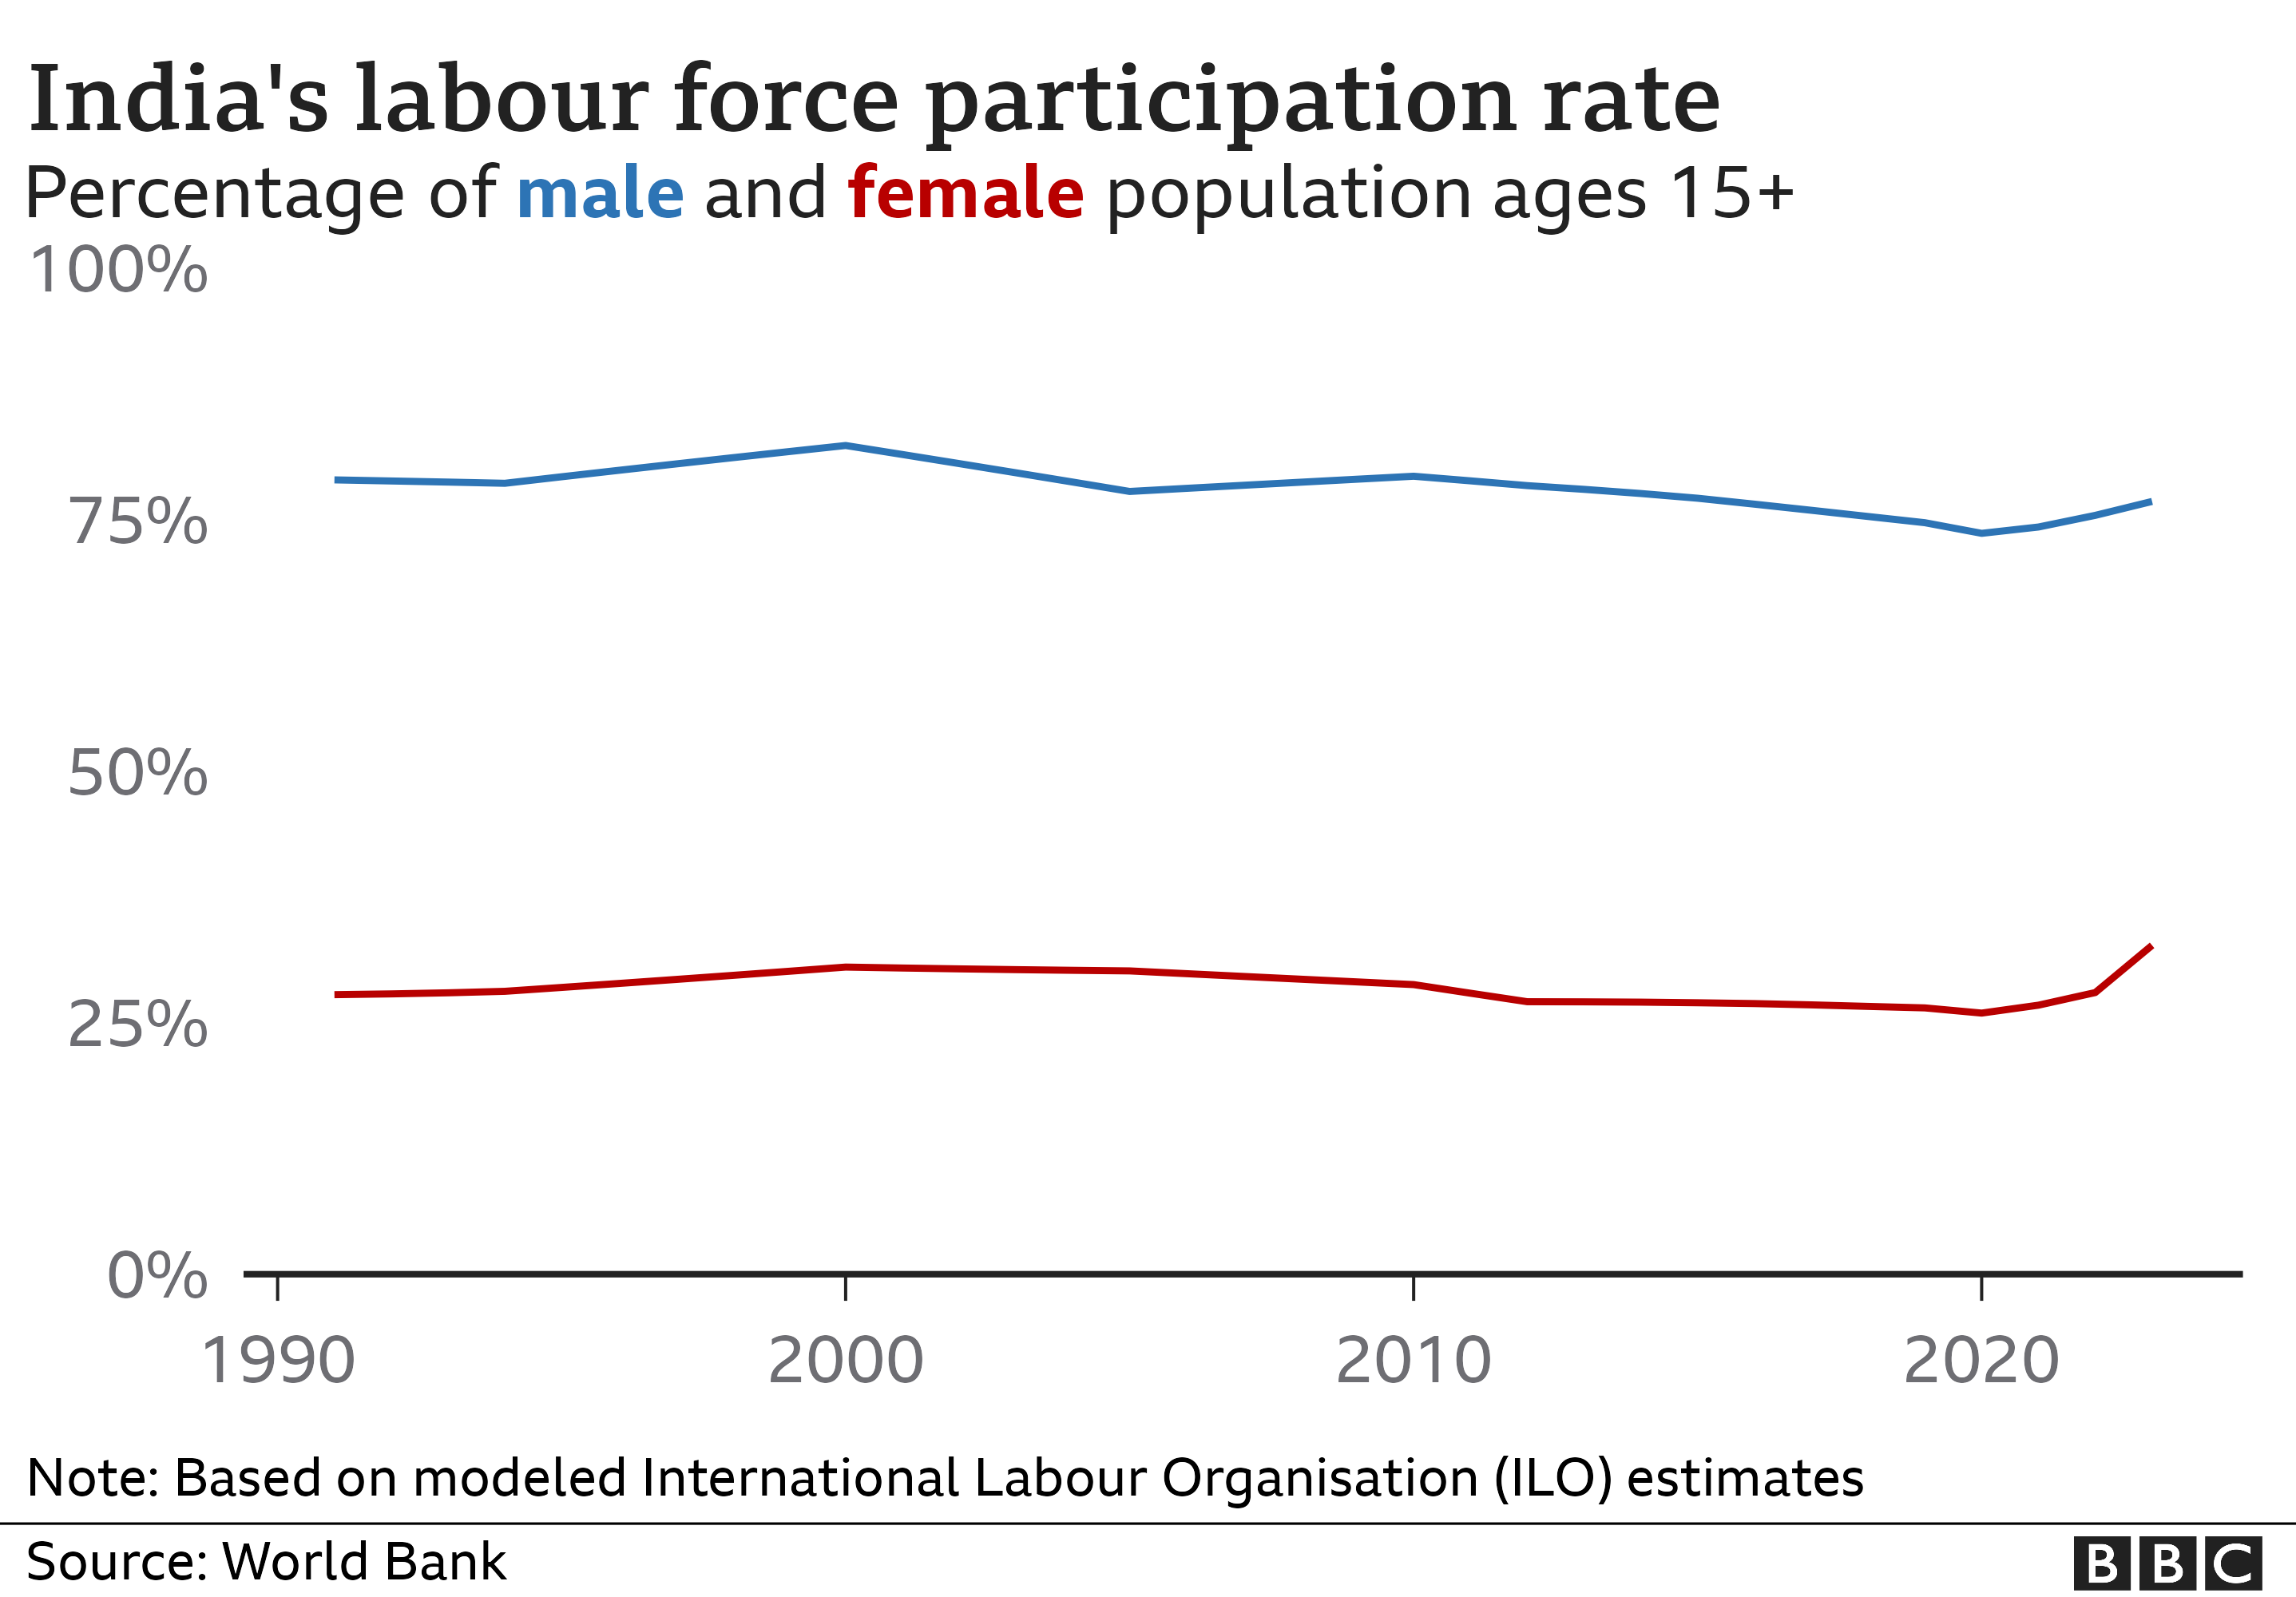 India's labour force participation rate
Percentage of male and female population ages 15+
100%
75%
50%
25%
0%
1990 2000 2010 2020
Note: Based on modeled International Labour Organisation (ILO) estimates
Source: World Bank
BBC